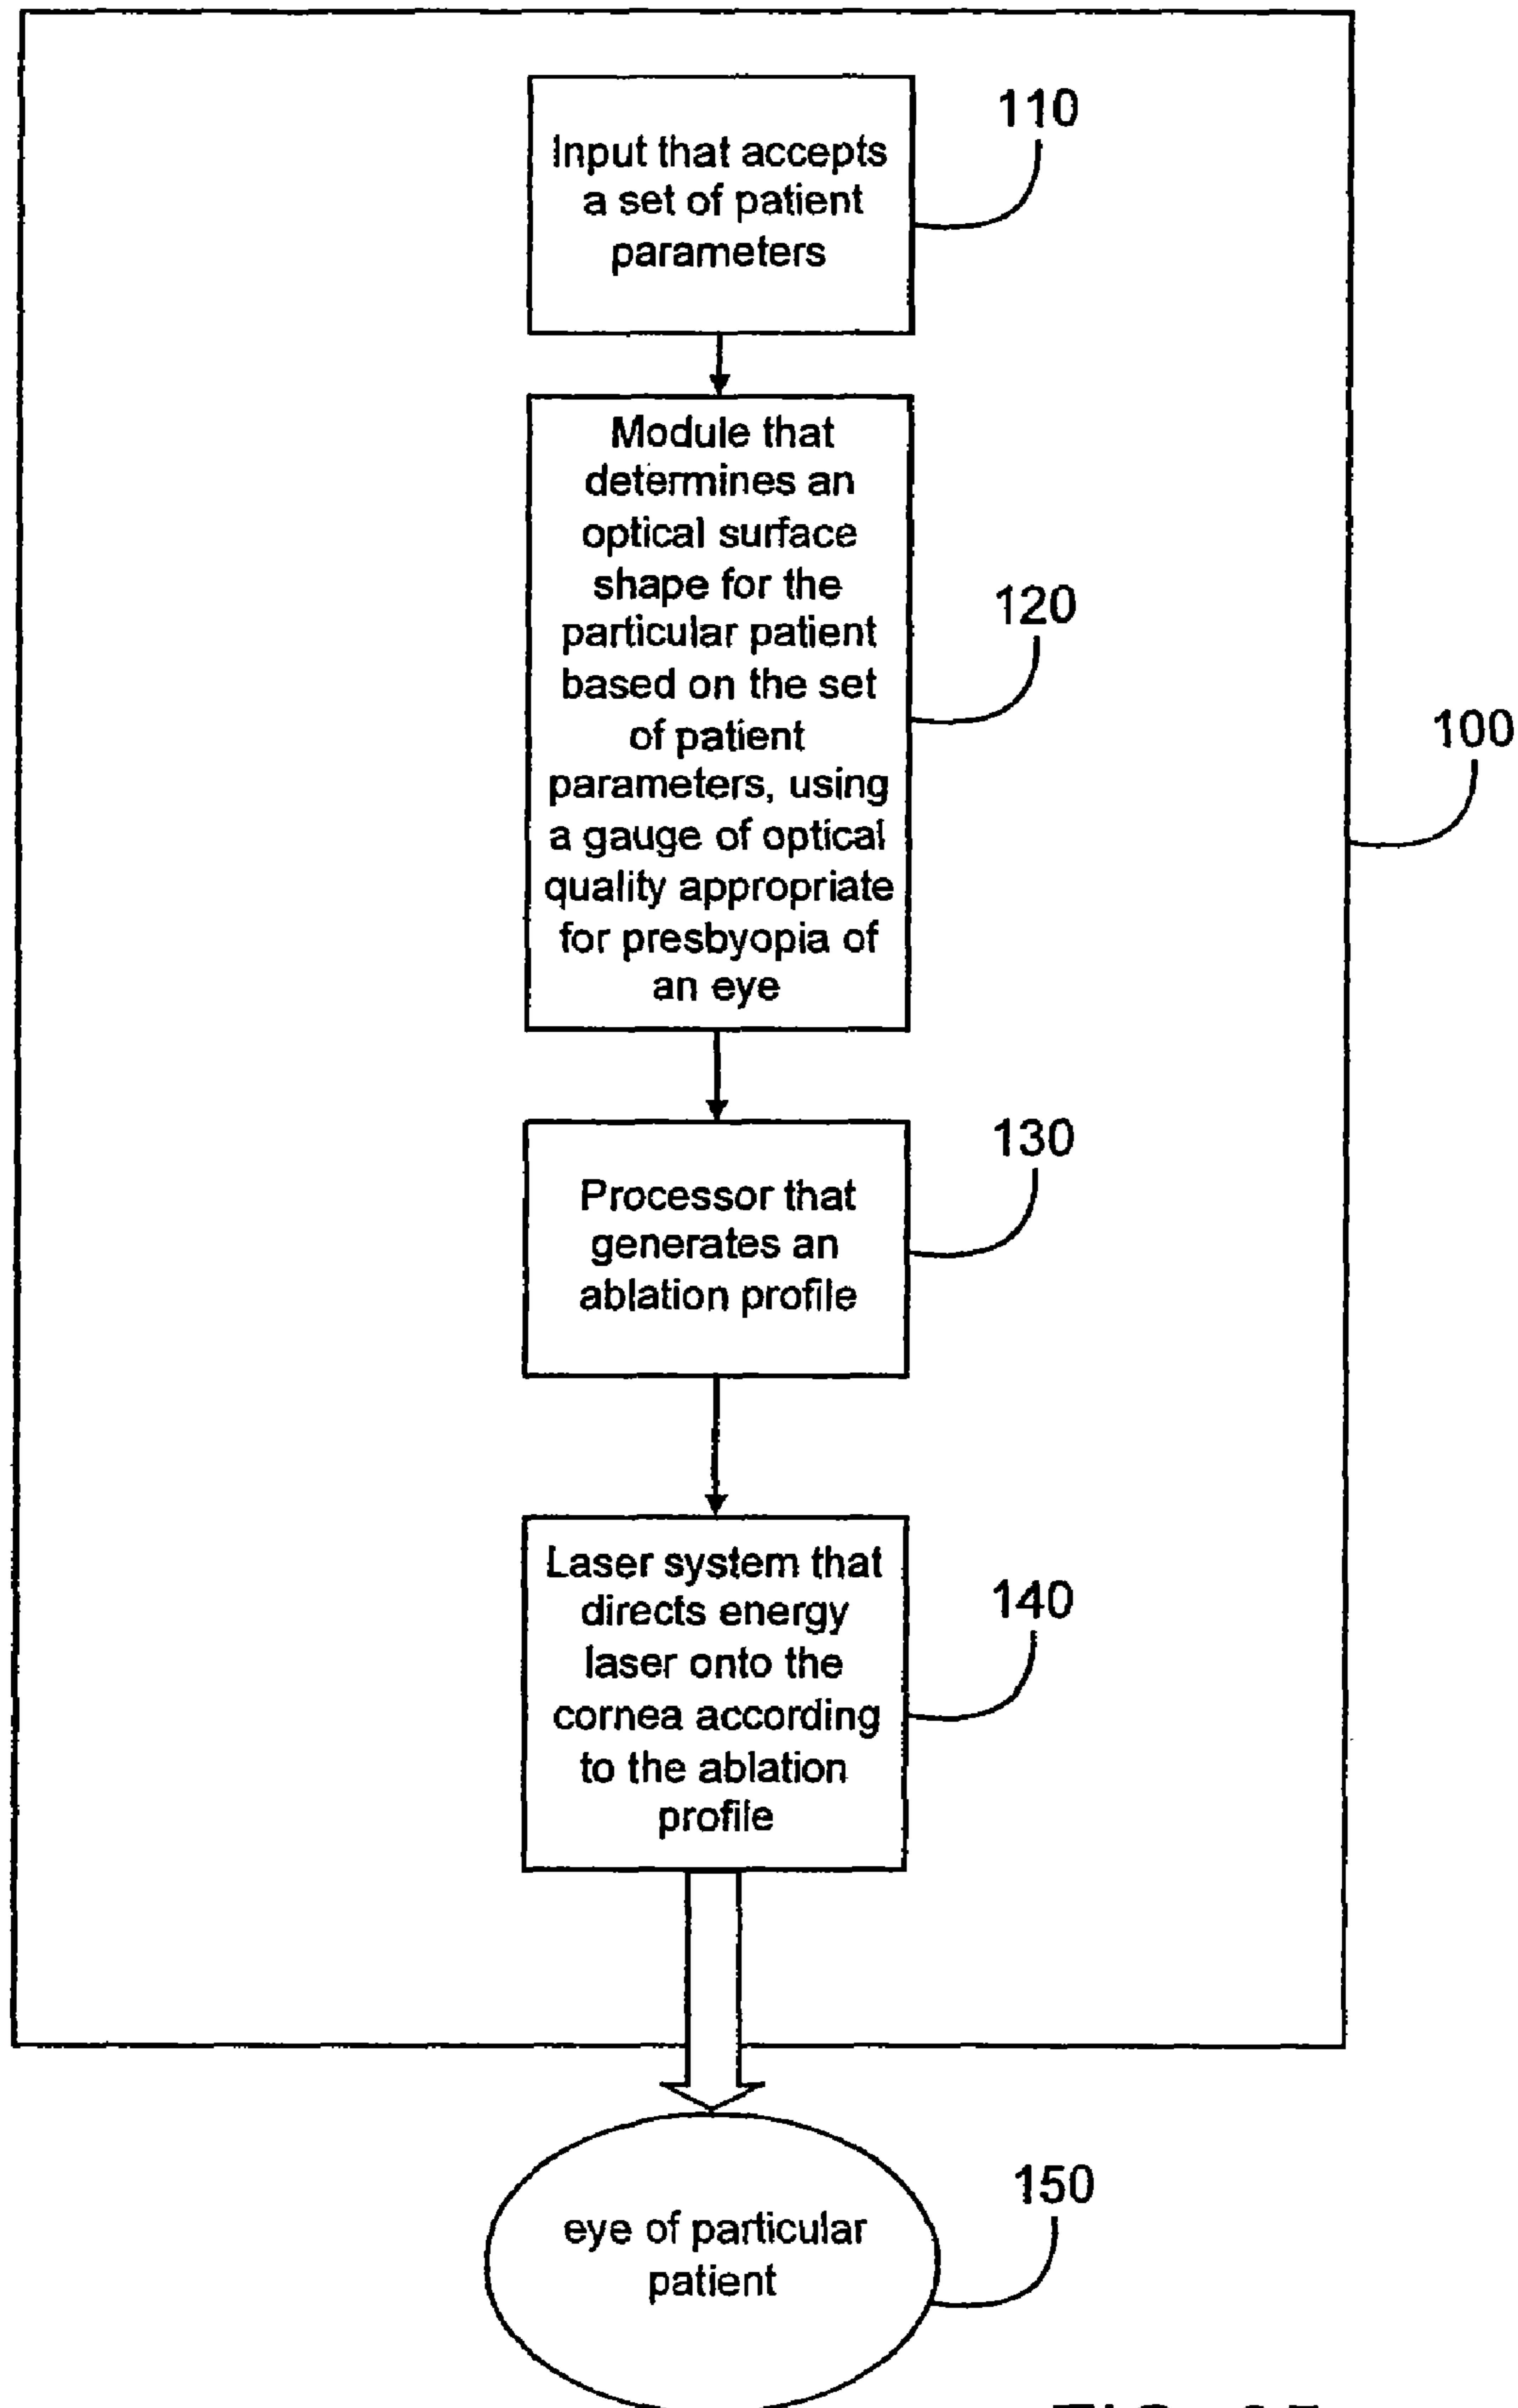 110
Input that accepts
a set of patient
parameters
Module that
determines an
optical surface
shape for the
particular patient
based on the set
of patient
parameters, using
a gauge of optical
quality appropriate
for presbyopia of
an eye
120
100
130
Processor that
generates an
ablation profile
Laser system that
directs energy
laser onto the
cornea according
to the ablation
profile
140
150
eye of particular
patient